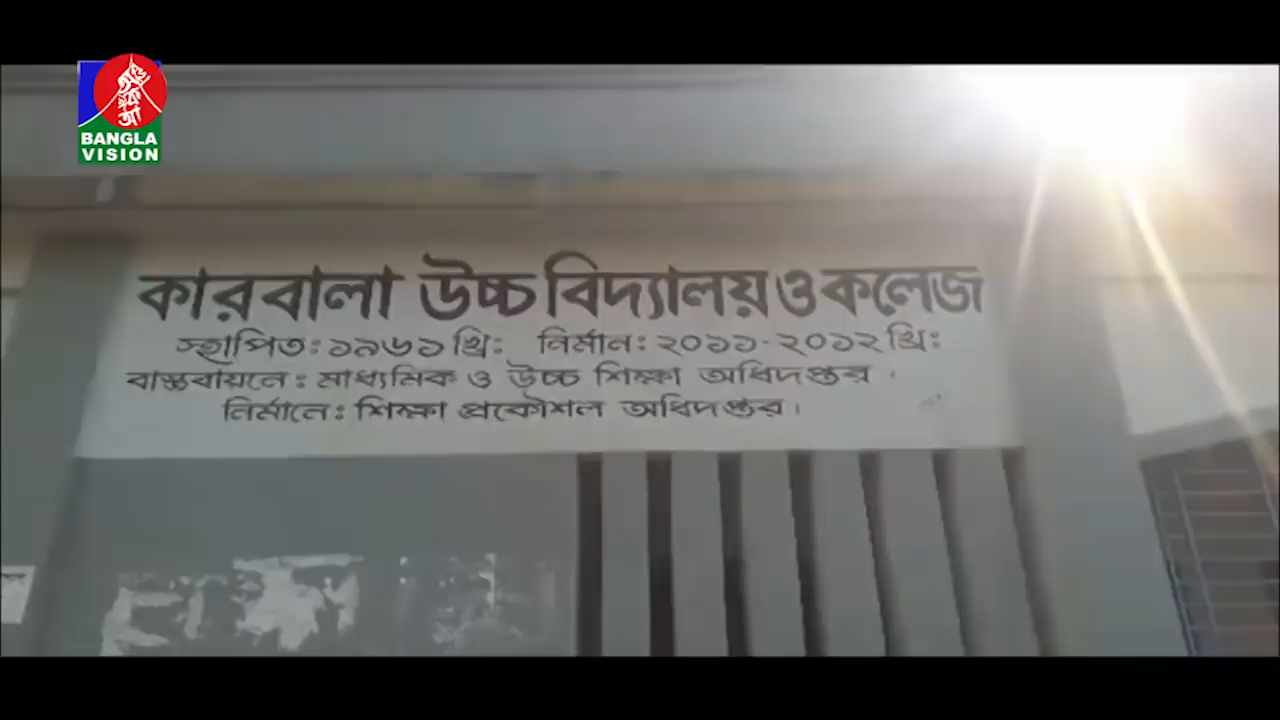 BANGLA
VISION
কারবালা উচ্চ বিদ্যালয় ও কলেজ
স্থাপিত: ১৯৬১ খ্রি: নির্মান: ২০১১-২০১২ খ্রি:
বাস্তবায়নে: মাধ্যমিক ও উচ্চ শিক্ষা অধিদপ্তর।
নির্মানে: শিক্ষা প্রকৌশল অধিদপ্তর।